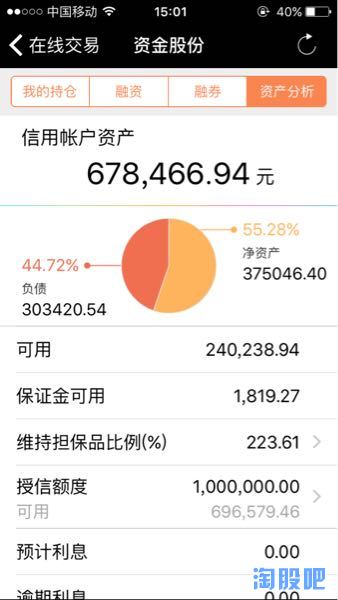 中国移动 15:01 40%
在线交易 资金股份
我的持仓 融资 融券 资产分析
信用帐户资产
678,466.94 元
55.28%
净资产
375046.40
44.72%
负债
303420.54
可用 240,238.94
保证金可用 1,819.27
维持担保品比例(%) 223.61
授信额度 1,000,000.00
可用 696,579.46
预计利息 0.00
逾期利息 0.00
淘股吧